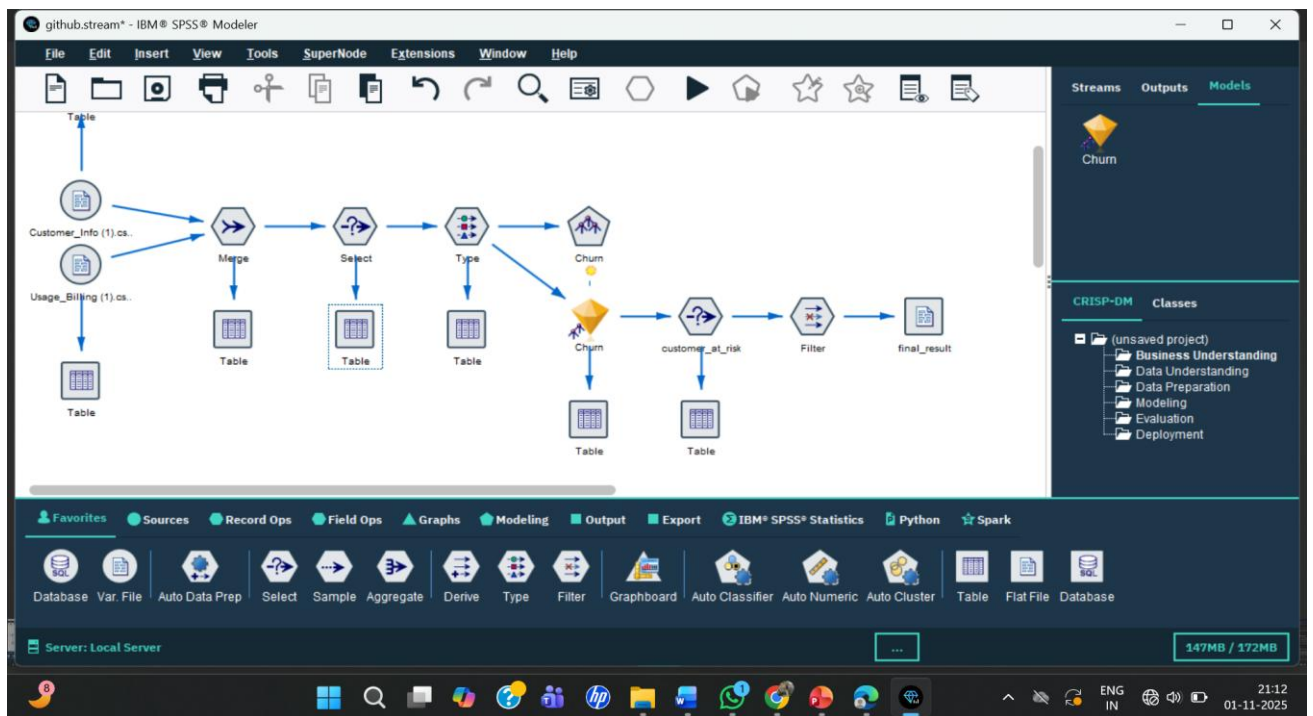 github.stream* - IBM® SPSS® Modeler
File Edit Insert View Tools SuperNode Extensions Window Help
Streams Outputs Models
Churn
Table
Customer_Info (1).cs..
Usage_Billing (1).cs..
Merge
Select
Type
Churn
Table
Table
Table
Table
Churn
customer_at_risk
Filter
final_result
Table
Table
CRISP-DM Classes
(unsaved project)
Business Understanding
Data Understanding
Data Preparation
Modeling
Evaluation
Deployment
Favorites Sources Record Ops Field Ops Graphs Modeling Output Export IBM® SPSS® Statistics Python Spark
SQL
SQL
Database Var. File Auto Data Prep Select Sample Aggregate Derive Type Filter Graphboard Auto Classifier Auto Numeric Auto Cluster Table Flat File Database
Server: Local Server
...
147MB / 172MB
8
ENG
IN
21:12
01-11-2025